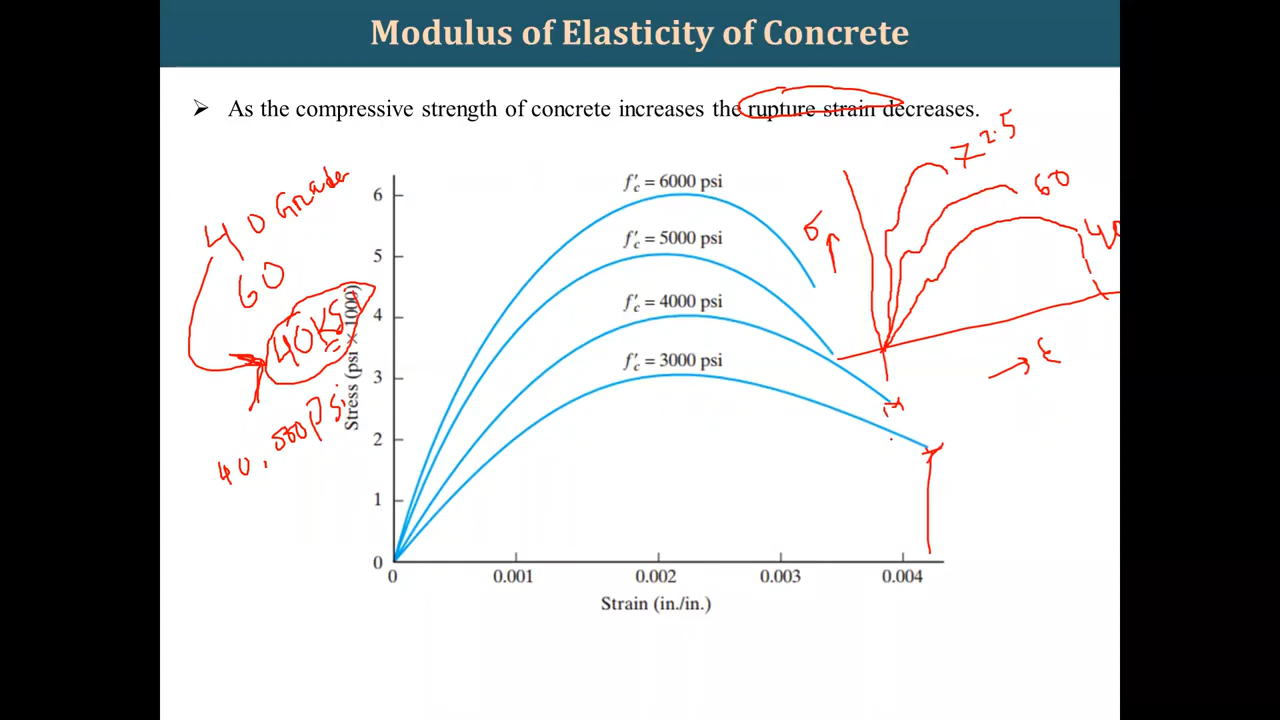 Modulus of Elasticity of Concrete
➢ As the compressive strength of concrete increases the rupture strain decreases.
40 Grade
60
40 Ksi
40,000 Psi
Stress (psi × 1000)
6
5
4
3
2
1
0
f'c = 6000 psi
f'c = 5000 psi
f'c = 4000 psi
f'c = 3000 psi
0
0.001
0.002
0.003
0.004
Strain (in./in.)
72.5
60
40
σ
ε